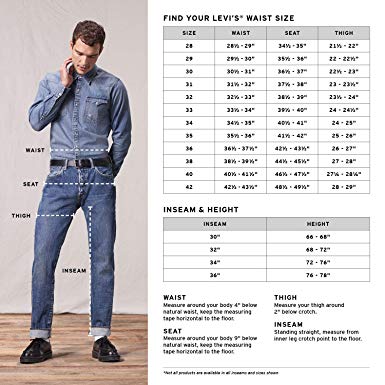 FIND YOUR LEVI'S® WAIST SIZE
SIZE WAIST SEAT THIGH
28 28½ - 29" 34½ - 35" 21½ - 22"
29 29½ - 30" 35½ - 36" 22 - 22½"
30 30½ - 31" 36½ - 37"
31 31½ - 32" 37½ - 38"
32 32½ - 33" 38½ - 39" 23½ - 24"
33 33½ - 34" 39½ - 40" 24 - 24½"
34 34½ - 35" 40½ - 41" 24½ - 25"
35 35½ - 36" 41½ - 42" 25 - 26"
36 36½ - 37½" 42½ - 43½" 26 - 27"
38 38½ - 39½" 44½ - 45½" 27 - 28"
40 40½ - 41½" 46½ - 47½" 27¼ - 28¼"
42 42½ - 43½" 48½ - 49½" 28 - 29"
WAIST
SEAT
THIGH
INSEAM
INSEAM & HEIGHT
INSEAM HEIGHT
30" 66 - 68"
32" 68 - 72"
34" 72 - 76"
36" 76 - 78"
WAIST
Measure around your body 4" below
natural waist, keep the measuring
tape horizontal to the floor.
SEAT
Measure around your body 9" below
natural waist, keep the measuring
tape horizontal to the floor.
THIGH
Measure your thigh around
2" below crotch.
INSEAM
Standing straight, measure from
inner leg crotch point to the floor.
*Not all products are available in all inseams and sizes shown.